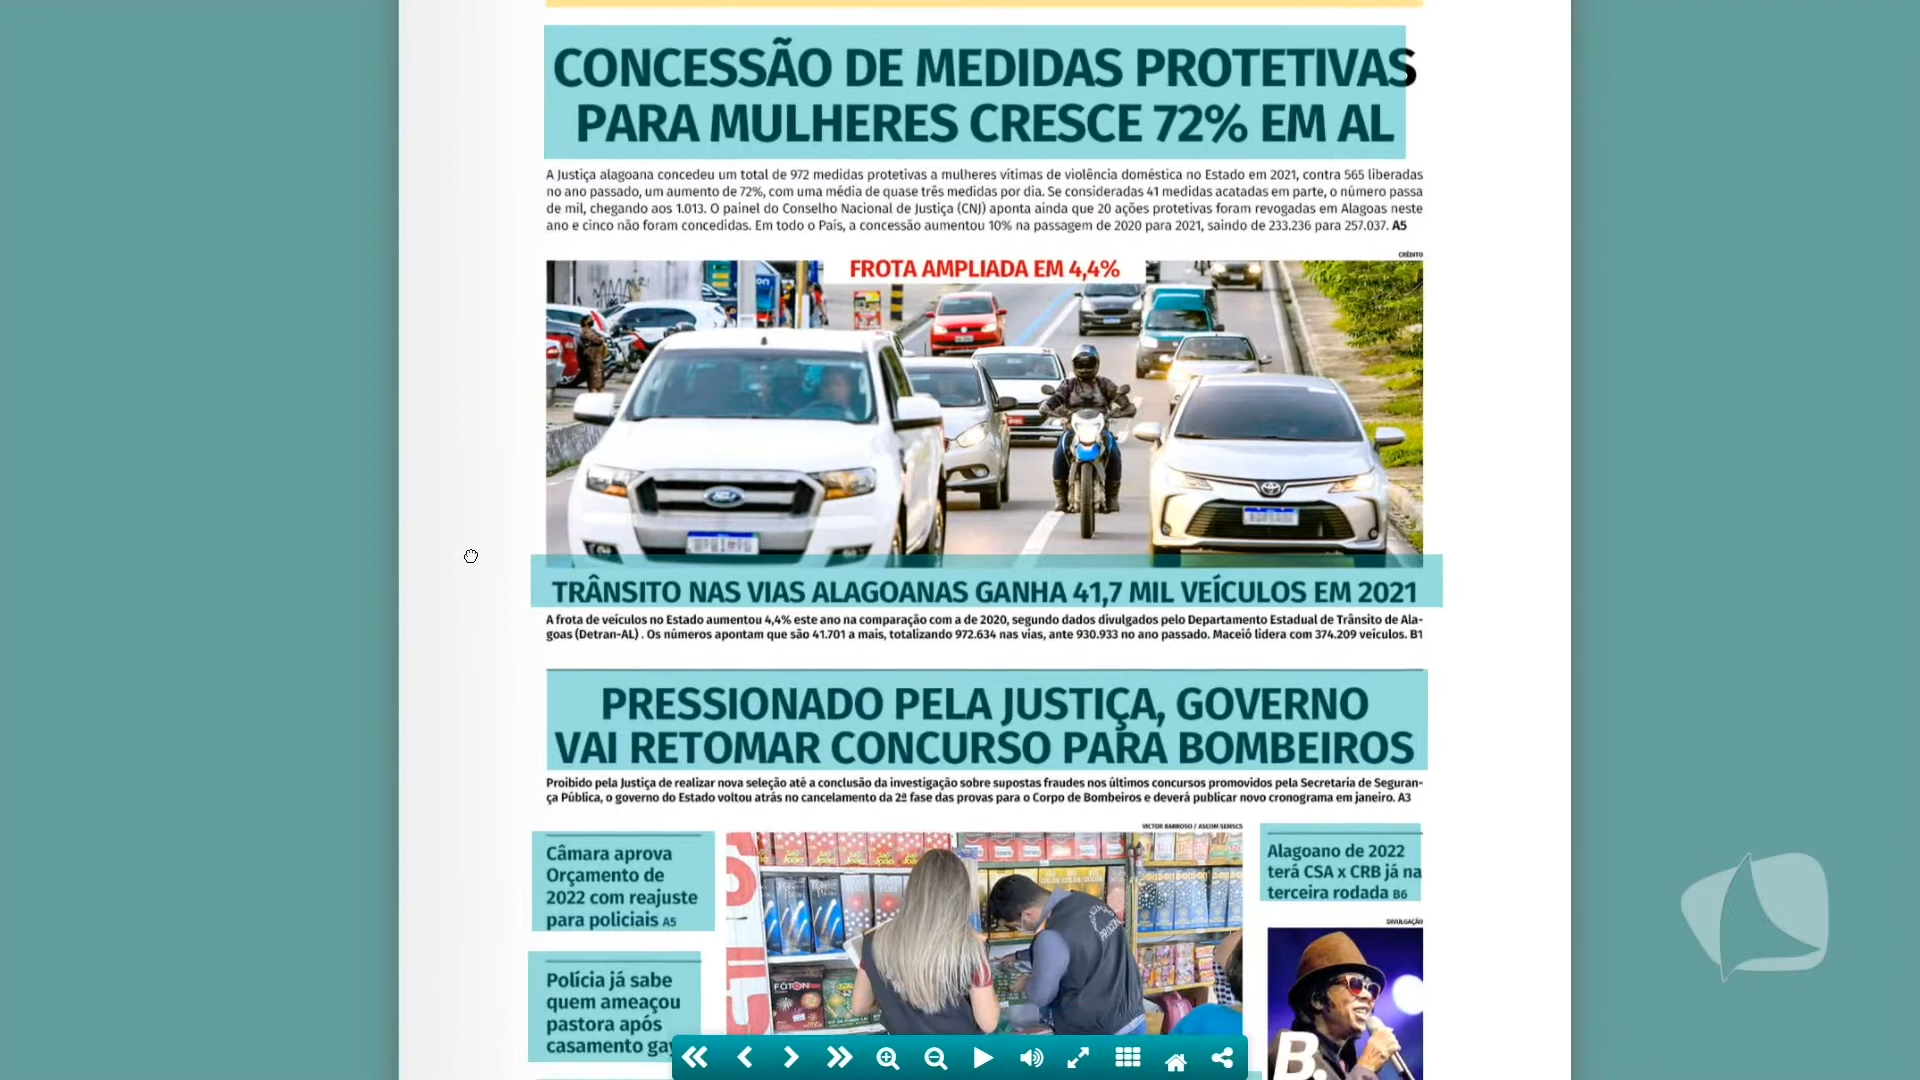 CONCESSÃO DE MEDIDAS PROTETIVAS
PARA MULHERES CRESCE 72% EM AL
A Justiça alagoana concedeu um total de 972 medidas protetivas a mulheres vítimas de violência doméstica no Estado em 2021, contra 565 liberadas
no ano passado, um aumento de 72%, com uma média de quase três medidas por dia. Se consideradas 41 medidas acatadas em parte, o número passa
de mil, chegando aos 1.013. O painel do Conselho Nacional de Justiça (CNJ) aponta ainda que 20 ações protetivas foram revogadas em Alagoas neste
ano e cinco não foram concedidas. Em todo o País, a concessão aumentou 10% na passagem de 2020 para 2021, saindo de 233.236 para 257.037. A5
CRÉDITO
FROTA AMPLIADA EM 4,4%
TRÂNSITO NAS VIAS ALAGOANAS GANHA 41,7 MIL VEÍCULOS EM 2021
A frota de veículos no Estado aumentou 4,4% este ano na comparação com a de 2020, segundo dados divulgados pelo Departamento Estadual de Trânsito de Ala-
goas (Detran-AL) . Os números apontam que são 41.701 a mais, totalizando 972.634 nas vias, ante 930.933 no ano passado. Maceió lidera com 374.209 veículos. B1
PRESSIONADO PELA JUSTIÇA, GOVERNO
VAI RETOMAR CONCURSO PARA BOMBEIROS
Proibido pela Justiça de realizar nova seleção até a conclusão da investigação sobre supostas fraudes nos últimos concursos promovidos pela Secretaria de Seguran-
ça Pública, o governo do Estado voltou atrás no cancelamento da 2ª fase das provas para o Corpo de Bombeiros e deverá publicar novo cronograma em janeiro. A3
Câmara aprova
Orçamento de
2022 com reajuste
para policiais A5
Polícia já sabe
quem ameaçou
pastora após
casamento gay
VICTOR BARBOSO / ASCOM SEMSCS
FÓTON
PROCON
Alagoano de 2022
terá CSA x CRB já na
terceira rodada B6
DIVULGAÇÃO
B.